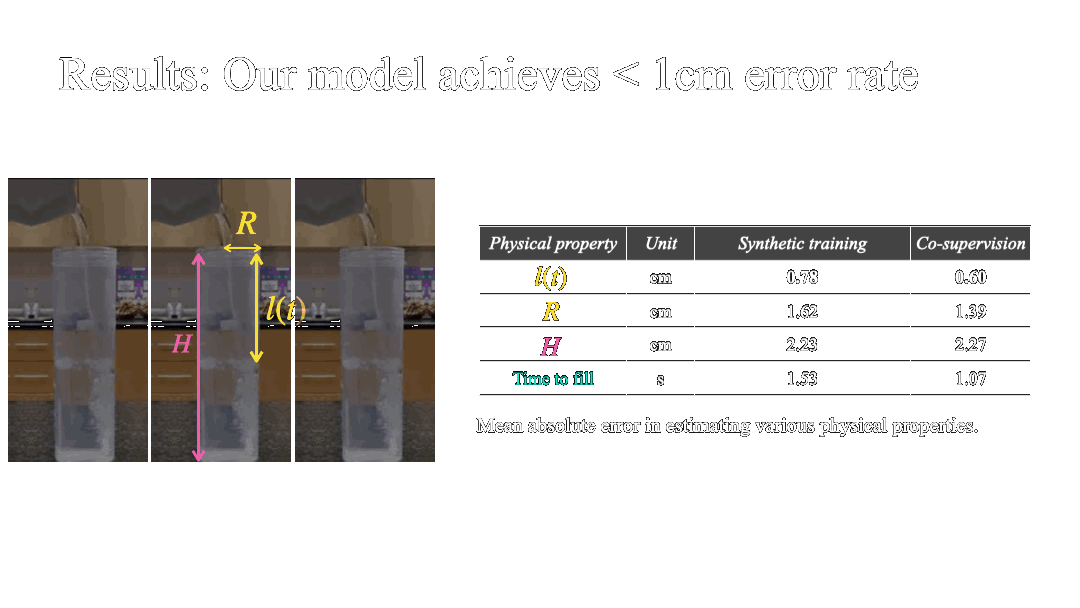 Results: Our model achieves < 1cm error rate
R
l(t)
H
Physical property Unit Synthetic training Co-supervision
l(t) cm 0.78 0.60
R cm 1.62 1.39
H cm 2.23 2.27
Time to fill s 1.53 1.07
Mean absolute error in estimating various physical properties.